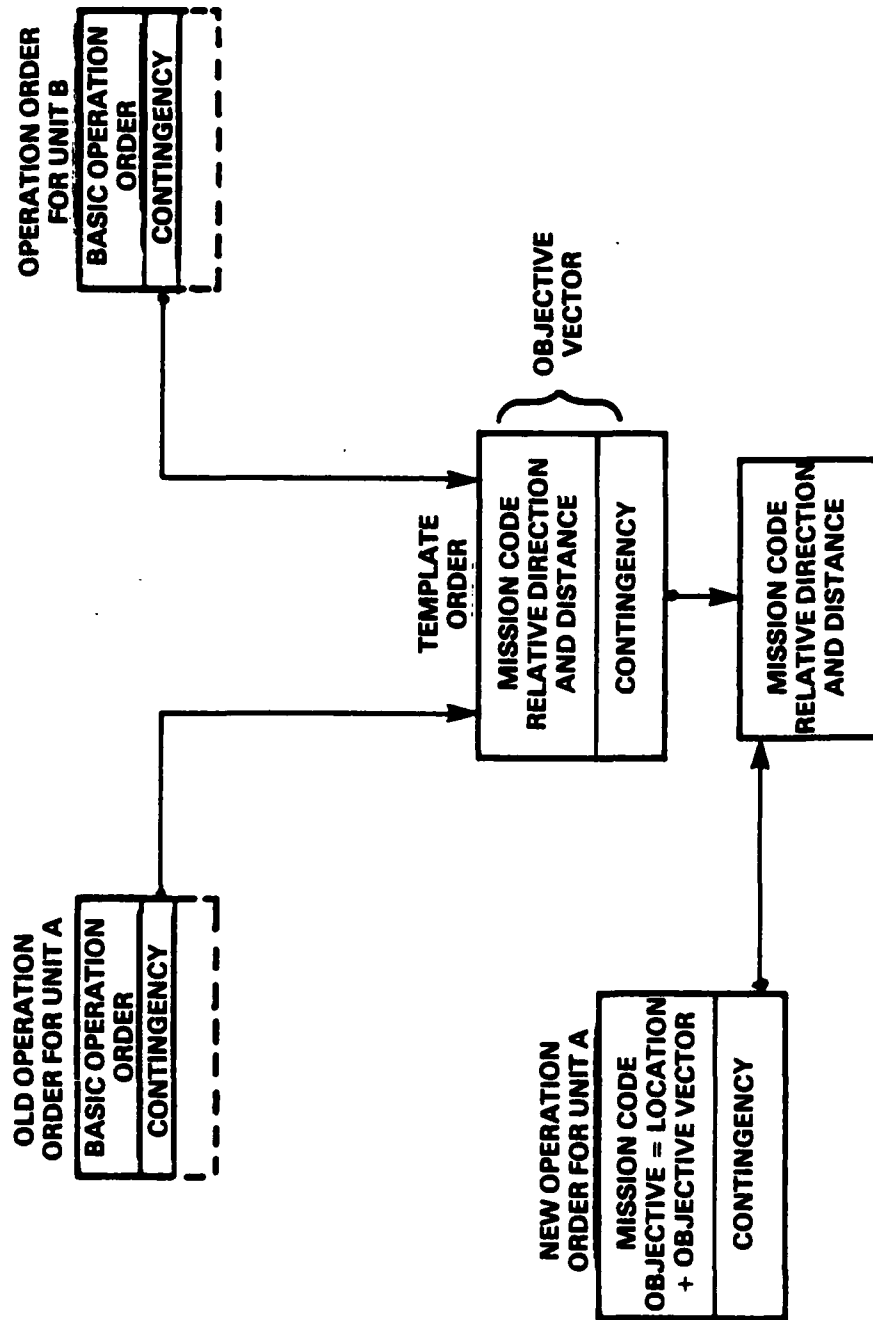 OLD OPERATION
ORDER FOR UNIT A
BASIC OPERATION
ORDER
CONTINGENCY
OPERATION ORDER
FOR UNIT B
BASIC OPERATION
ORDER
CONTINGENCY
TEMPLATE
ORDER
MISSION CODE
RELATIVE DIRECTION
AND DISTANCE
CONTINGENCY
OBJECTIVE
VECTOR
NEW OPERATION
ORDER FOR UNIT A
MISSION CODE
OBJECTIVE = LOCATION
+ OBJECTIVE VECTOR
CONTINGENCY
MISSION CODE
RELATIVE DIRECTION
AND DISTANCE